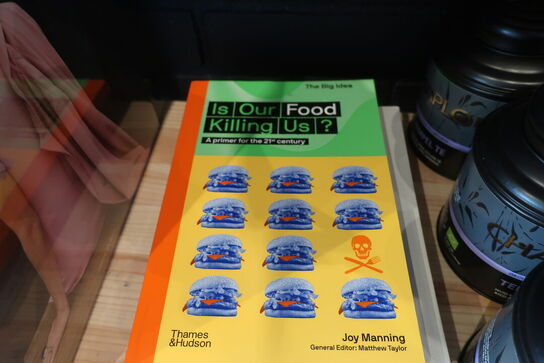 The Big Idea
Is Our Food
Killing Us?
A primer for the 21st century
Thames
&Hudson
Joy Manning
General Editor: Matthew Taylor